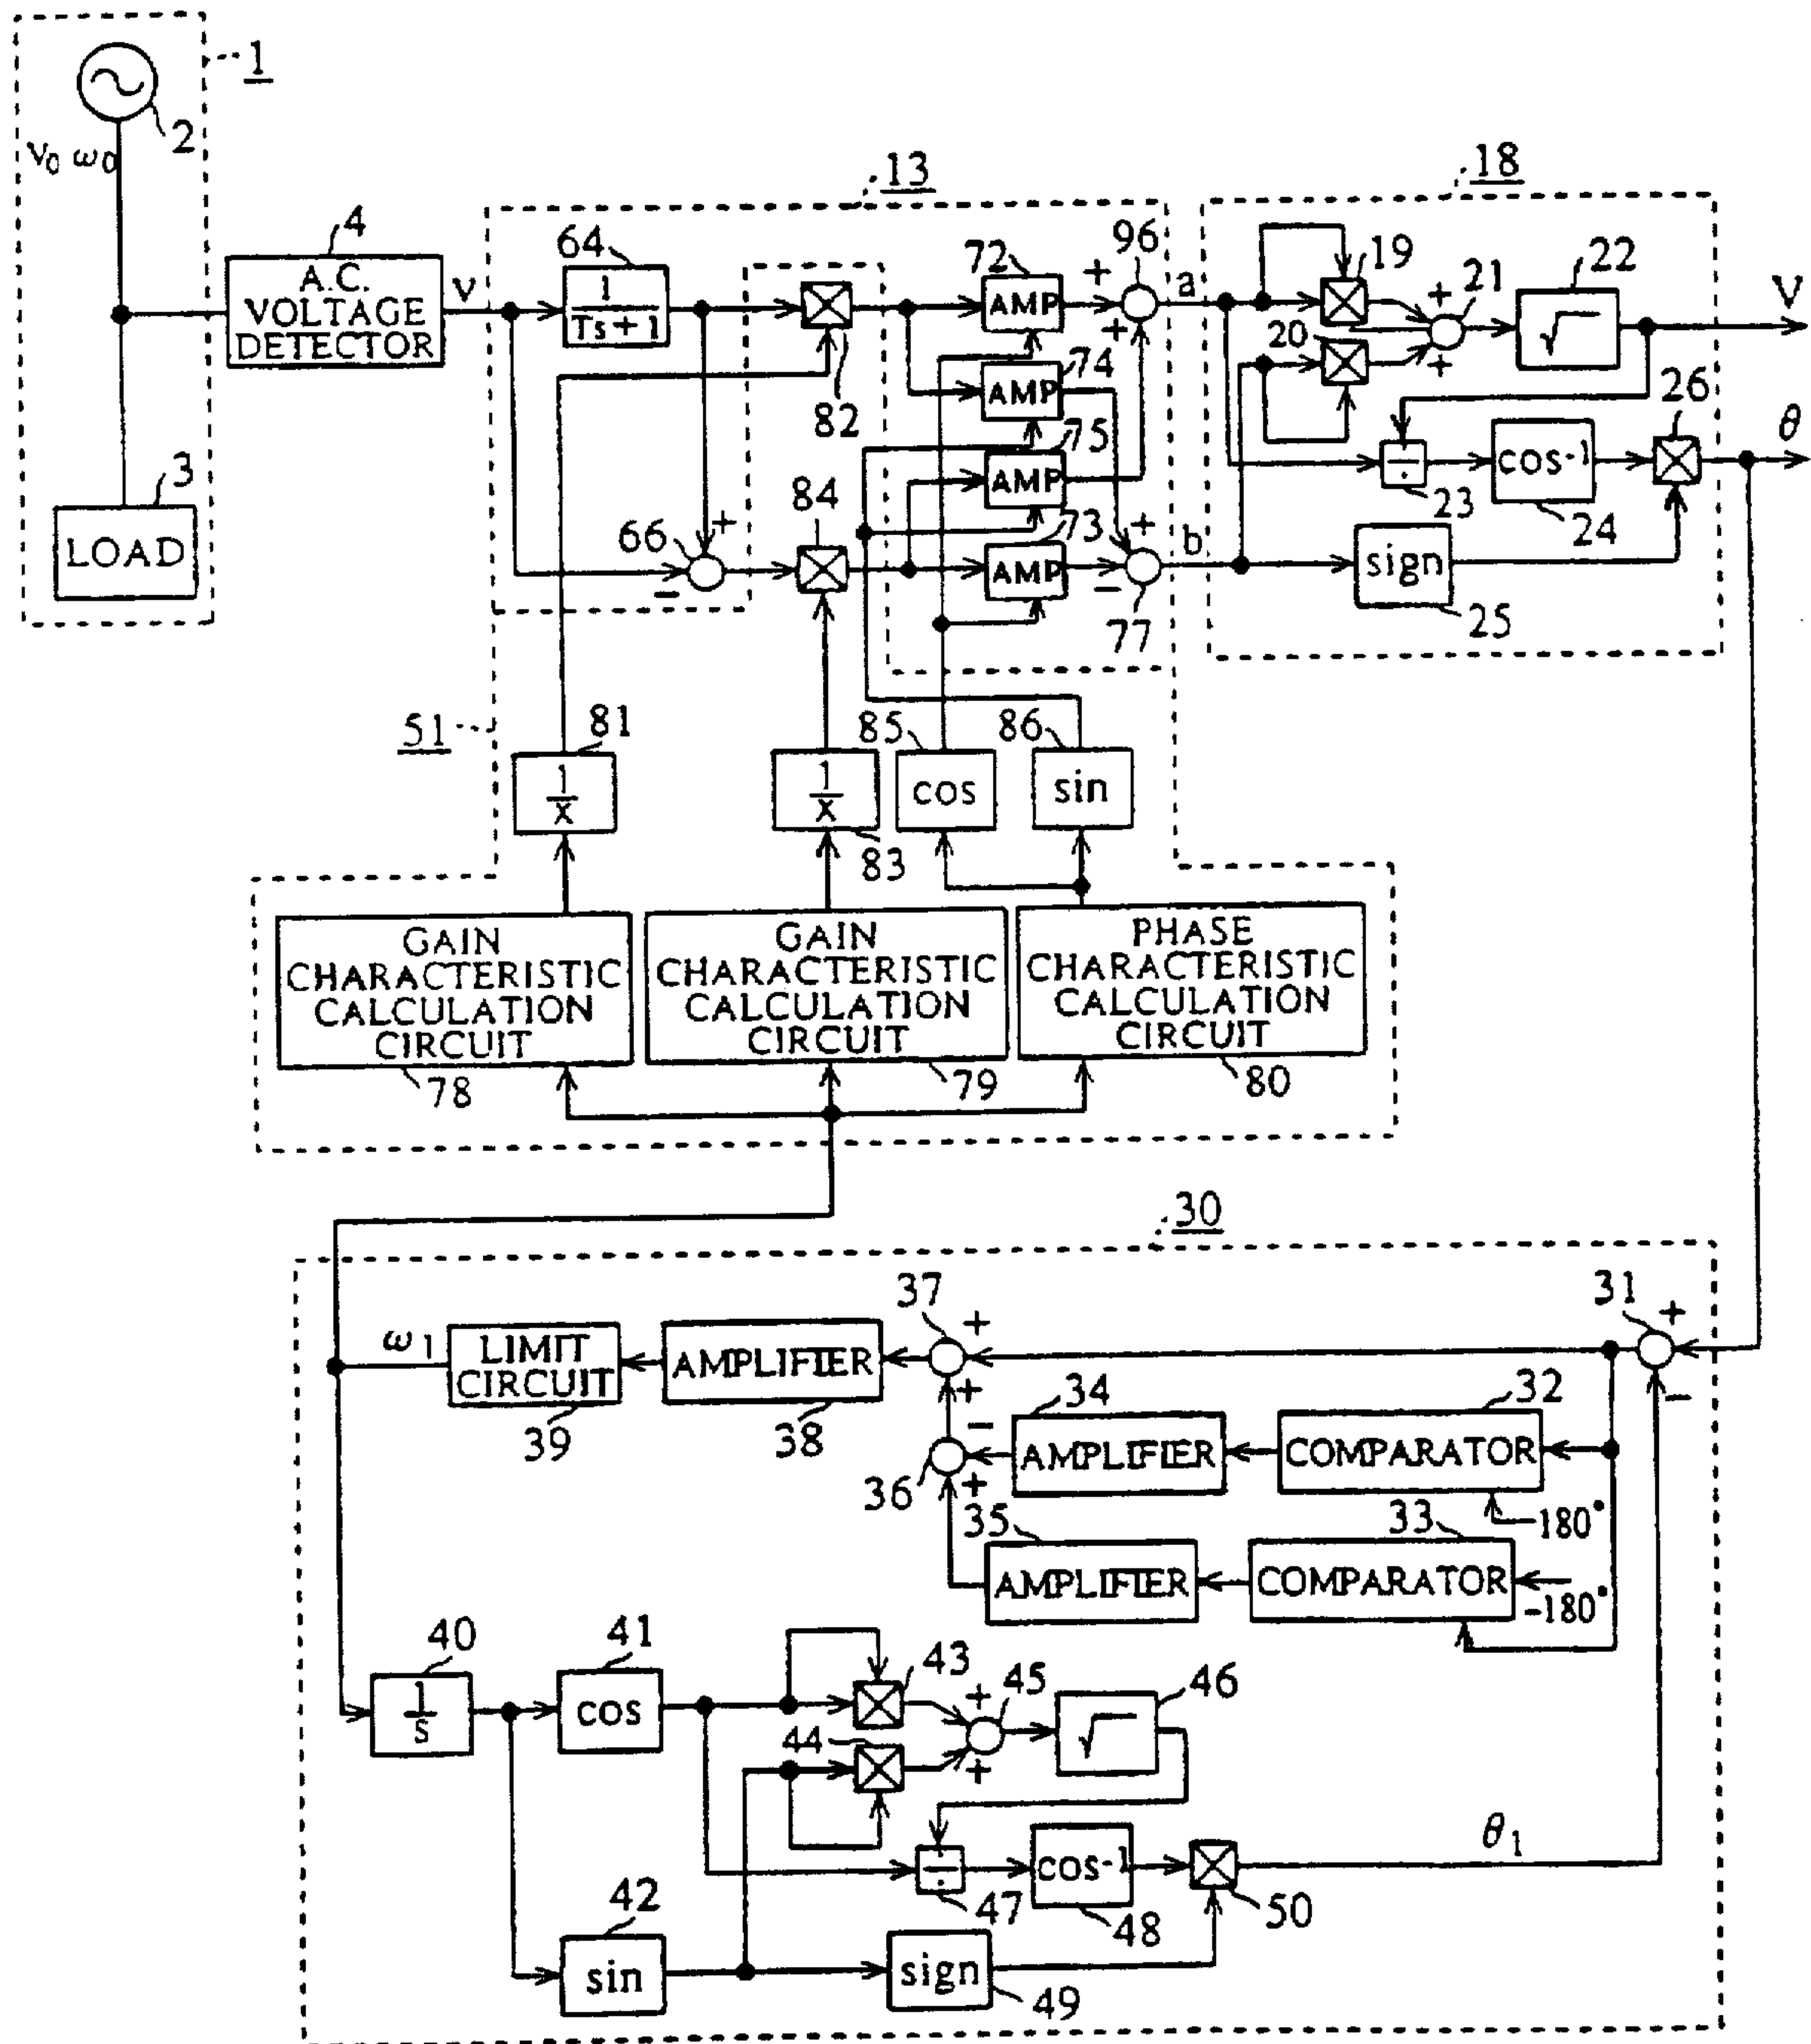 1
2
V₀ ω₀
3
LOAD
4
A.C.
VOLTAGE
DETECTOR
v
13
64
1
Ts+1
66
+
−
82
84
72
AMP
74
AMP
75
AMP
73
AMP
+
96
+
a
+
b
−
77
18
19
20
+
21
+
22
√
V
23
÷
cos-1
24
26
θ
sign
25
51
81
1
x
1
x
83
85
cos
86
sin
GAIN
CHARACTERISTIC
CALCULATION
CIRCUIT
78
GAIN
CHARACTERISTIC
CALCULATION
CIRCUIT
79
PHASE
CHARACTERISTIC
CALCULATION
CIRCUIT
80
30
ω1
LIMIT
CIRCUIT
39
AMPLIFIER
38
37
+
+
31
+
−
34
AMPLIFIER
32
COMPARATOR
−
36
+
-180°
35
AMPLIFIER
33
COMPARATOR
-180°
40
1
s
41
cos
43
44
+
45
+
46
√
÷
47
cos-1
48
50
θ1
42
sin
sign
49